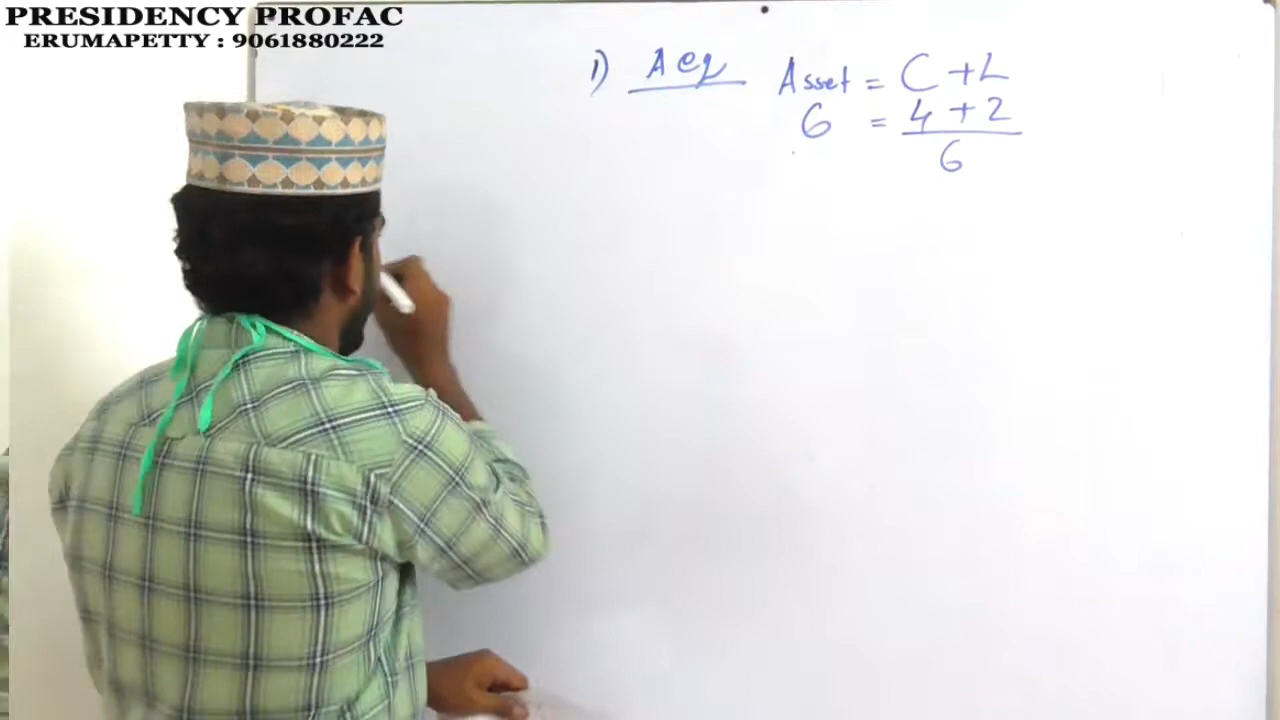 PRESIDENCY PROFAC
ERUMAPETTY : 9061880222
1) A eq Asset = C + L
6 = 4 + 2
6